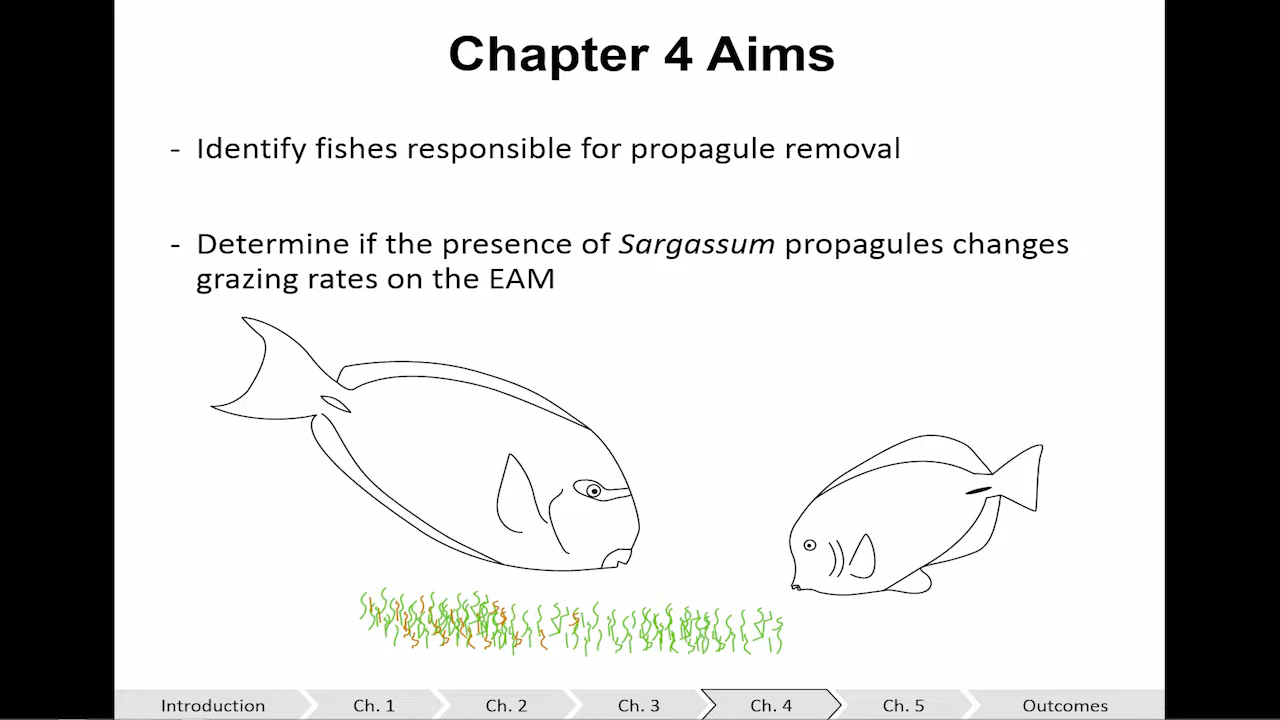 Chapter 4 Aims
- Identify fishes responsible for propagule removal
- Determine if the presence of Sargassum propagules changes
grazing rates on the EAM
Introduction
Ch. 1
Ch. 2
Ch. 3
Ch. 4
Ch. 5
Outcomes